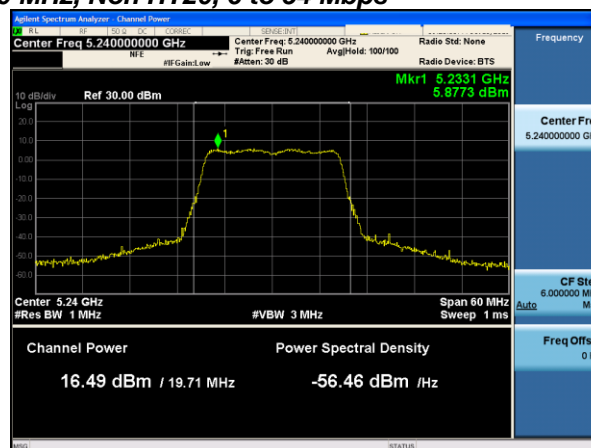 0 MHz, Non HT20, 6 to 54 Mbps
Agilent Spectrum Analyzer - Channel Power
RL RF 50 Ω DC CORREC SENSE:INT
Center Freq 5.240000000 GHz
Center Freq: 5.240000000 GHz
Radio Std: None
NFE
Trig: Free Run Avg|Hold: 100/100
#IFGain:Low
#Atten: 30 dB
Radio Device: BTS
Frequency
Mkr1 5.2331 GHz
5.8773 dBm
10 dB/div Ref 30.00 dBm
Log
20.0
10.0
0.00
-10.0
-20.0
-30.0
-40.0
-50.0
-60.0
1
Center Fre
5.240000000 G
Center 5.24 GHz
Span 60 MHz
#Res BW 1 MHz
#VBW 3 MHz
Sweep 1 ms
CF Ste
6.000000 M
Auto M
Freq Offs
0
Channel Power
Power Spectral Density
16.49 dBm / 19.71 MHz
-56.46 dBm /Hz
MSG
STATUS